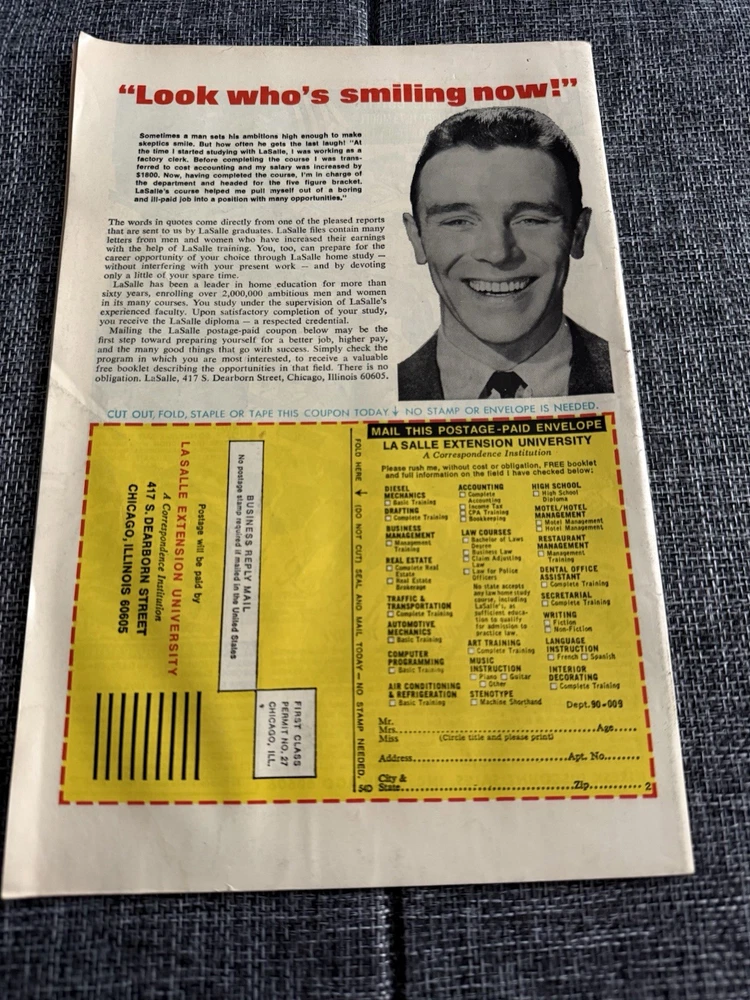 “Look who’s smiling now!”
Sometimes a man sets his ambitions high enough to make
skeptics smile. But how often he gets the last laugh! "At
the time I started studying with LaSalle, I was working as a
factory clerk. Before completing the course I was trans-
ferred to cost accounting and my salary was increased by
$1800. Now, having completed the course, I'm in charge of
the department and headed for the five figure bracket.
LaSalle's course helped me pull myself out of a boring
and ill-paid job into a position with many opportunities."
The words in quotes come directly from one of the pleased reports
that are sent to us by LaSalle graduates. LaSalle files contain many
letters from men and women who have increased their earnings
with the help of LaSalle training. You, too, can prepare for the
career opportunity of your choice through LaSalle home study —
without interfering with your present work — and by devoting
only a little of your spare time.
LaSalle has been a leader in home education for more than
sixty years, enrolling over 2,000,000 ambitious men and women
in its many courses. You study under the supervision of LaSalle's
experienced faculty. Upon satisfactory completion of your study,
you receive the LaSalle diploma — a respected credential.
Mailing the LaSalle postage-paid coupon below may be the
first step toward preparing yourself for a better job, higher pay,
and the many good things that go with success. Simply check the
program in which you are most interested, to receive a valuable
free booklet describing the opportunities in that field. There is no
obligation. LaSalle, 417 S. Dearborn Street, Chicago, Illinois 60605.
CUT OUT, FOLD, STAPLE OR TAPE THIS COUPON TODAY ↓ NO STAMP OR ENVELOPE IS NEEDED.
BUSINESS REPLY MAIL
No postage stamp required if mailed in the United States
FIRST CLASS
PERMIT NO. 27
CHICAGO, ILL.
Postage will be paid by
LA SALLE EXTENSION UNIVERSITY
A Correspondence Institution
417 S. DEARBORN STREET
CHICAGO, ILLINOIS 60605
FOLD HERE ↓ (DO NOT CUT) SEAL AND MAIL TODAY — NO STAMP NEEDED.
MAIL THIS POSTAGE-PAID ENVELOPE
LA SALLE EXTENSION UNIVERSITY
A Correspondence Institution
Please rush me, without cost or obligation, FREE booklet
and full information on the field I have checked below:
DIESEL
MECHANICS
Basic Training
DRAFTING
Complete Training
BUSINESS
MANAGEMENT
Management
Training
REAL ESTATE
Complete Real
Estate
Real Estate
Brokerage
TRAFFIC &
TRANSPORTATION
Complete Training
AUTOMOTIVE
MECHANICS
Basic Training
COMPUTER
PROGRAMMING
Basic Training
AIR CONDITIONING
& REFRIGERATION
Basic Training
ACCOUNTING
Complete
Accounting
Income Tax
CPA Training
Bookkeeping
LAW COURSES
Bachelor of Laws
Degree
Business Law
Claim Adjusting
Law
Law for Police
Officers
No state accepts
any law home study
course, including
LaSalle's, as
sufficient educa-
tion to qualify
for admission to
practice law.
ART TRAINING
Complete Training
MUSIC
INSTRUCTION
Piano Guitar
Other
STENOTYPE
Machine Shorthand
HIGH SCHOOL
High School
Diploma
MOTEL/HOTEL
MANAGEMENT
Motel Management
Hotel Management
RESTAURANT
MANAGEMENT
Management
Training
DENTAL OFFICE
ASSISTANT
Complete Training
SECRETARIAL
Complete Training
WRITING
Fiction
Non-Fiction
LANGUAGE
INSTRUCTION
French Spanish
INTERIOR
DECORATING
Complete Training
Dept. 90-009
Mr.
Mrs. Age
Miss (Circle title and please print)
Address Apt. No.
City &
State Zip 2